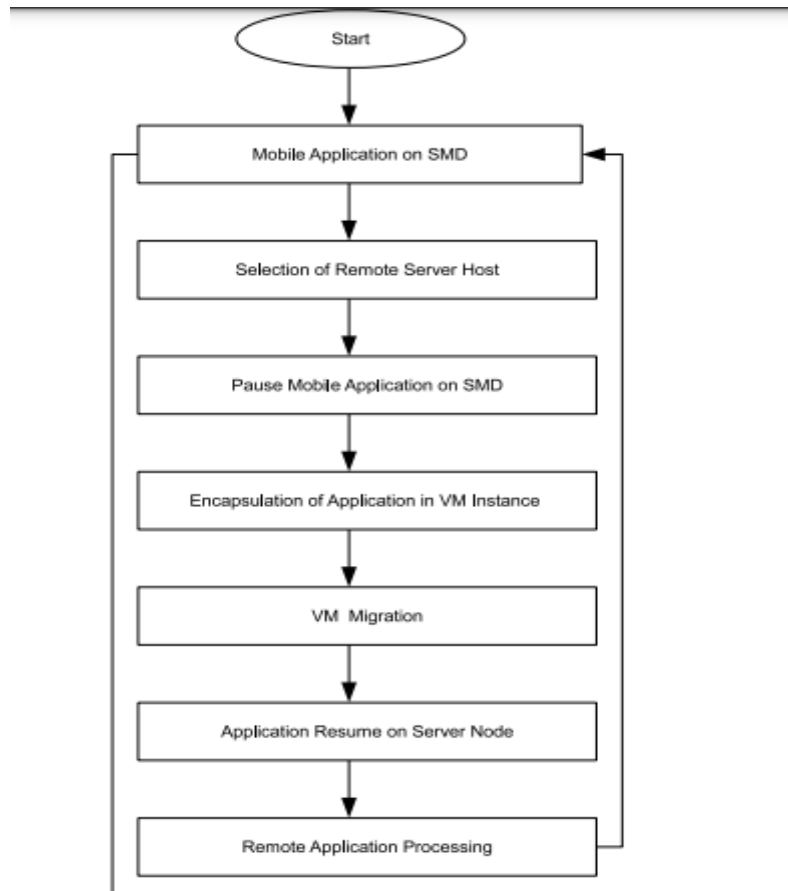 Start
Mobile Application on SMD
Selection of Remote Server Host
Pause Mobile Application on SMD
Encapsulation of Application in VM Instance
VM Migration
Application Resume on Server Node
Remote Application Processing